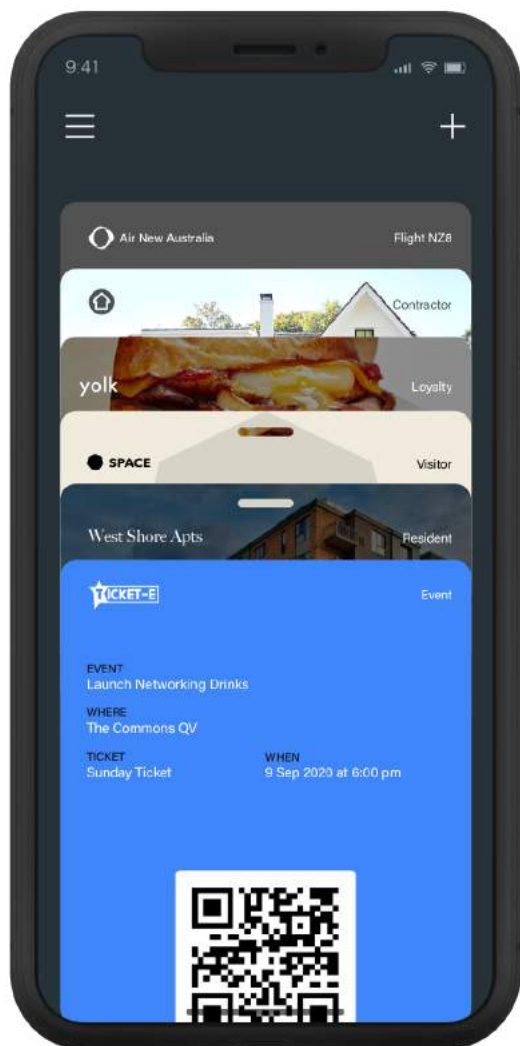 9:41
Air New Australia Flight NZ8
Contractor
yolk Loyalty
SPACE Visitor
West Shore Apts Resident
TICKET-E Event
EVENT
Launch Networking Drinks
WHERE
The Commons QV
TICKET WHEN
Sunday Ticket 9 Sep 2020 at 6:00 pm